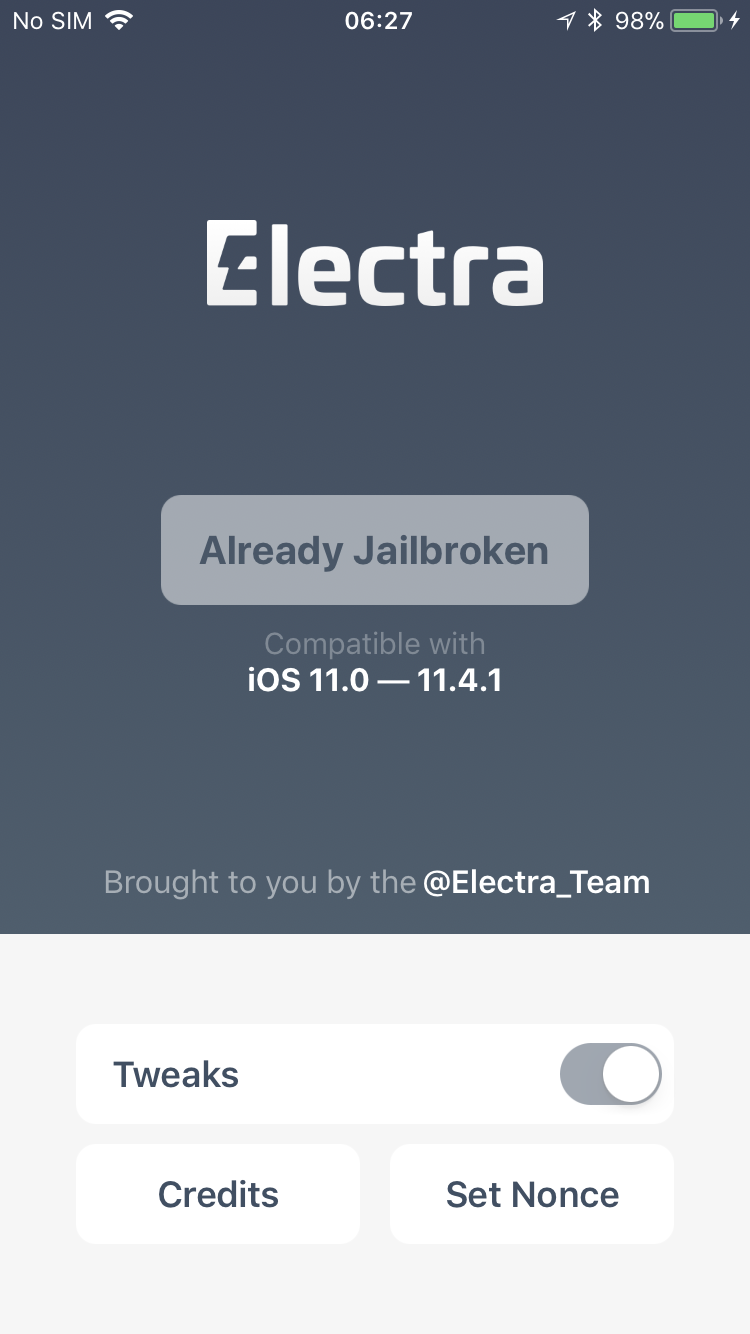 No SIM 06:27 98%
Electra
Already Jailbroken
Compatible with
iOS 11.0 — 11.4.1
Brought to you by the @Electra_Team
Tweaks
Credits Set Nonce